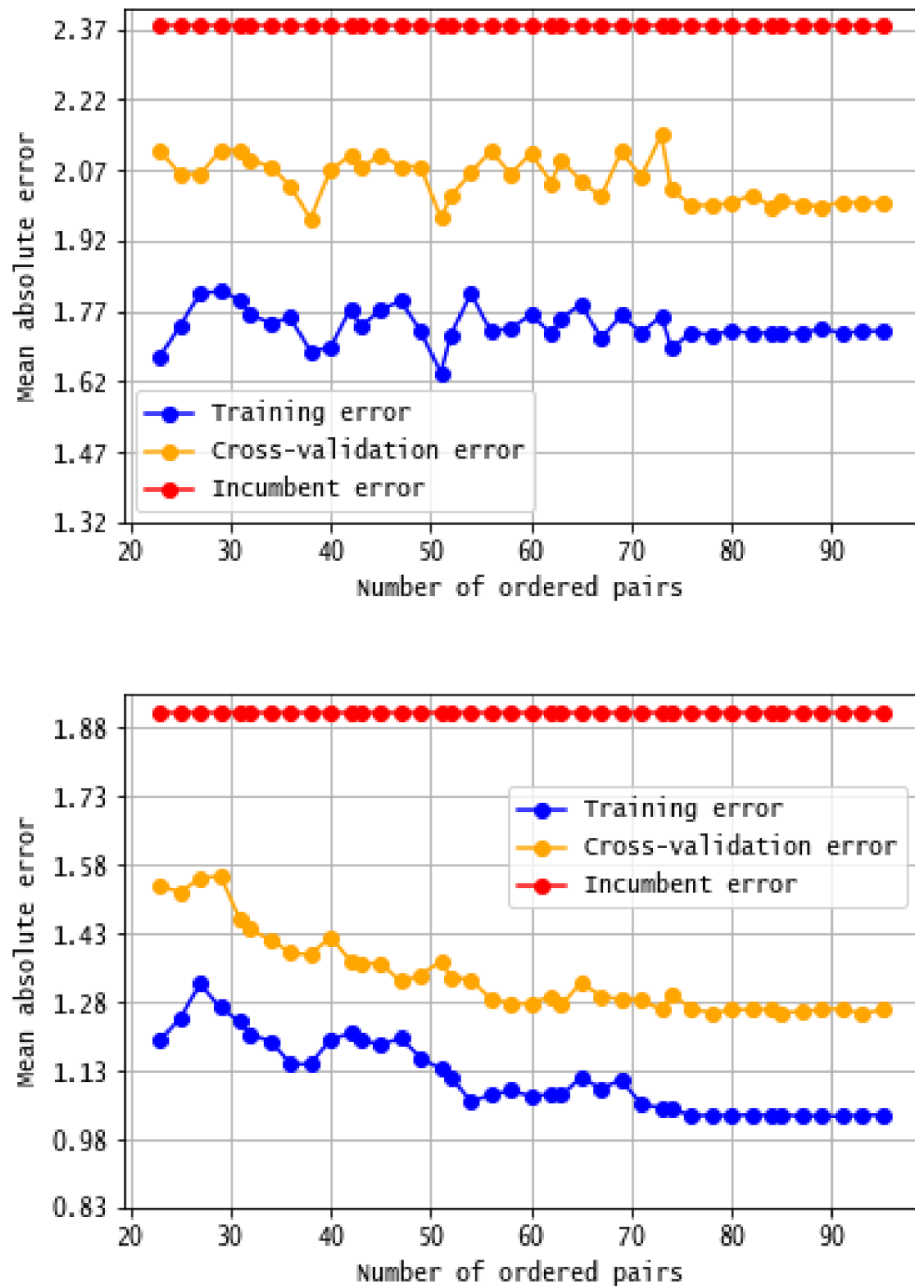 2.37
2.22
2.07
1.92
1.77
1.62
1.47
1.32
Mean absolute error
Training error
Cross-validation error
Incumbent error
20 30 40 50 60 70 80 90
Number of ordered pairs
1.88
1.73
1.58
1.43
1.28
1.13
0.98
0.83
Mean absolute error
Training error
Cross-validation error
Incumbent error
20 30 40 50 60 70 80 90
Number of ordered pairs